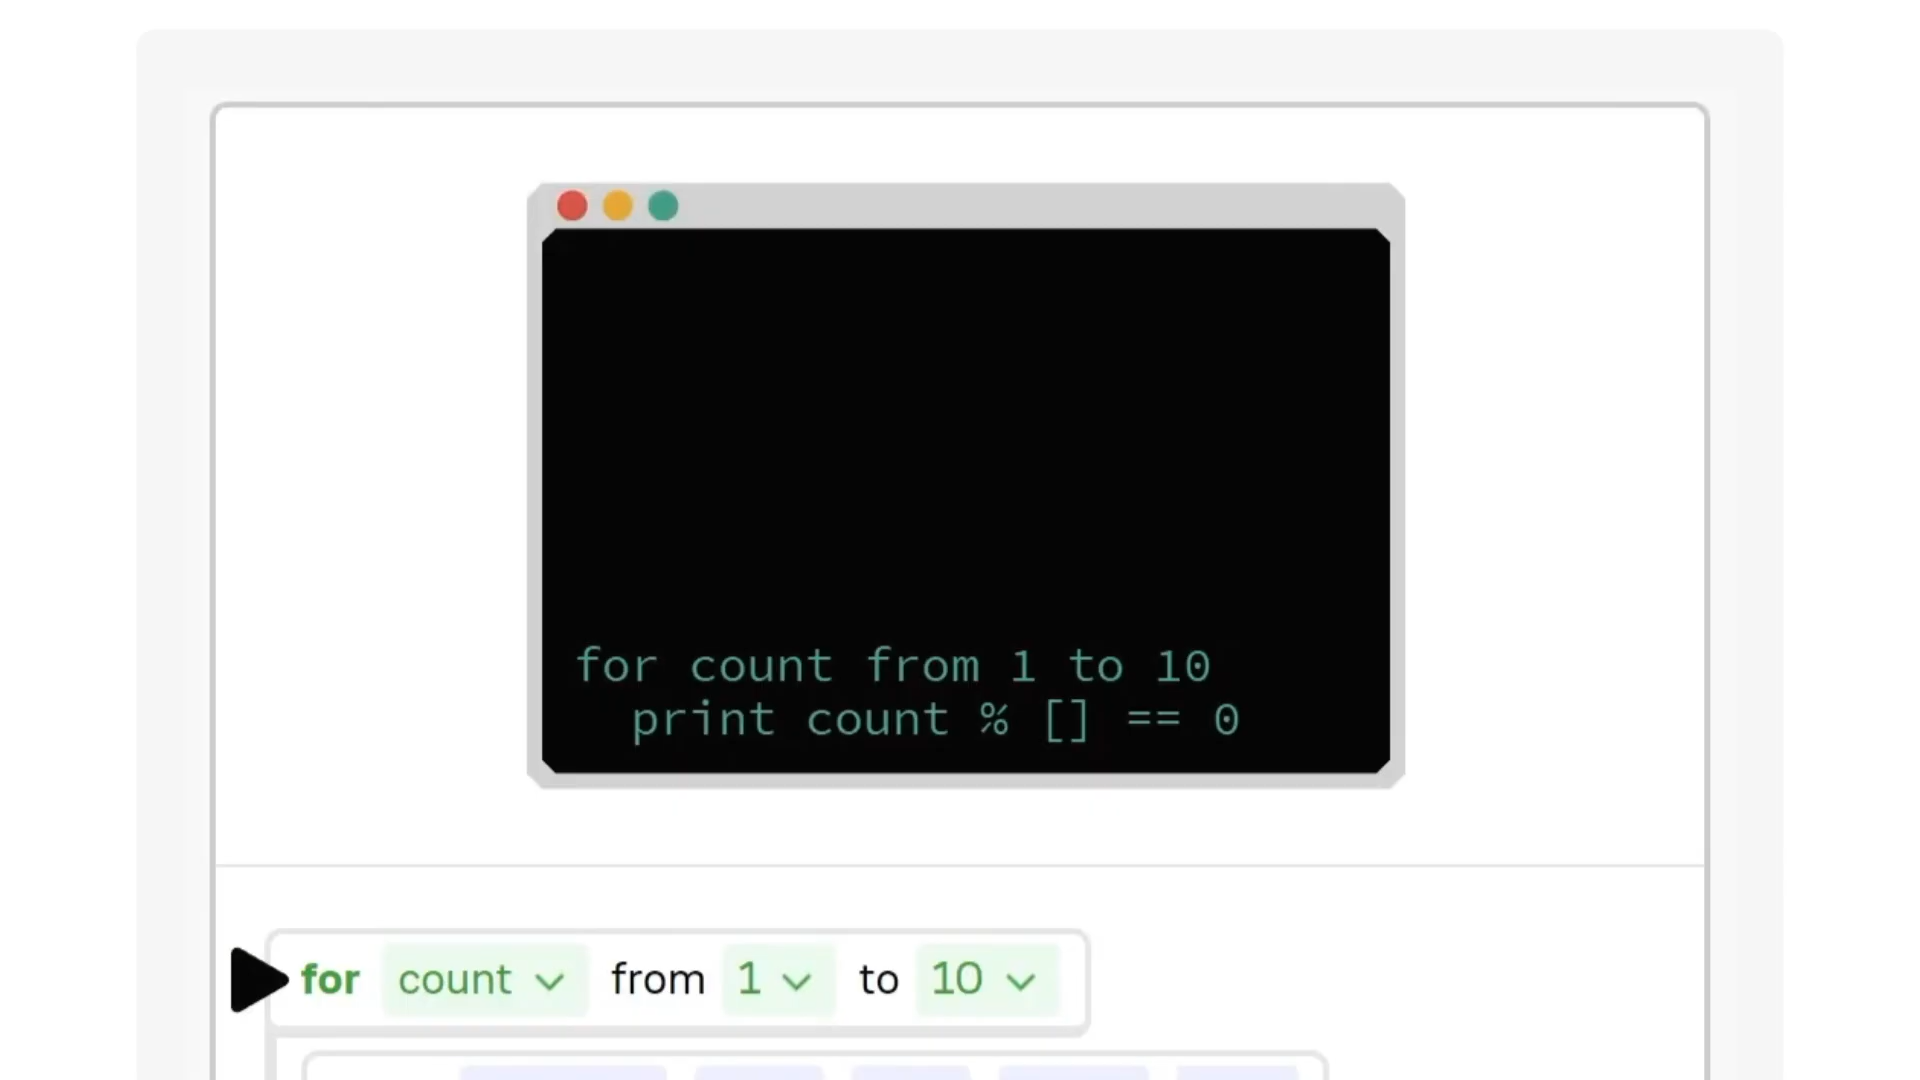 for count from 1 to 10
print count % [] == 0
for count from 1 to 10